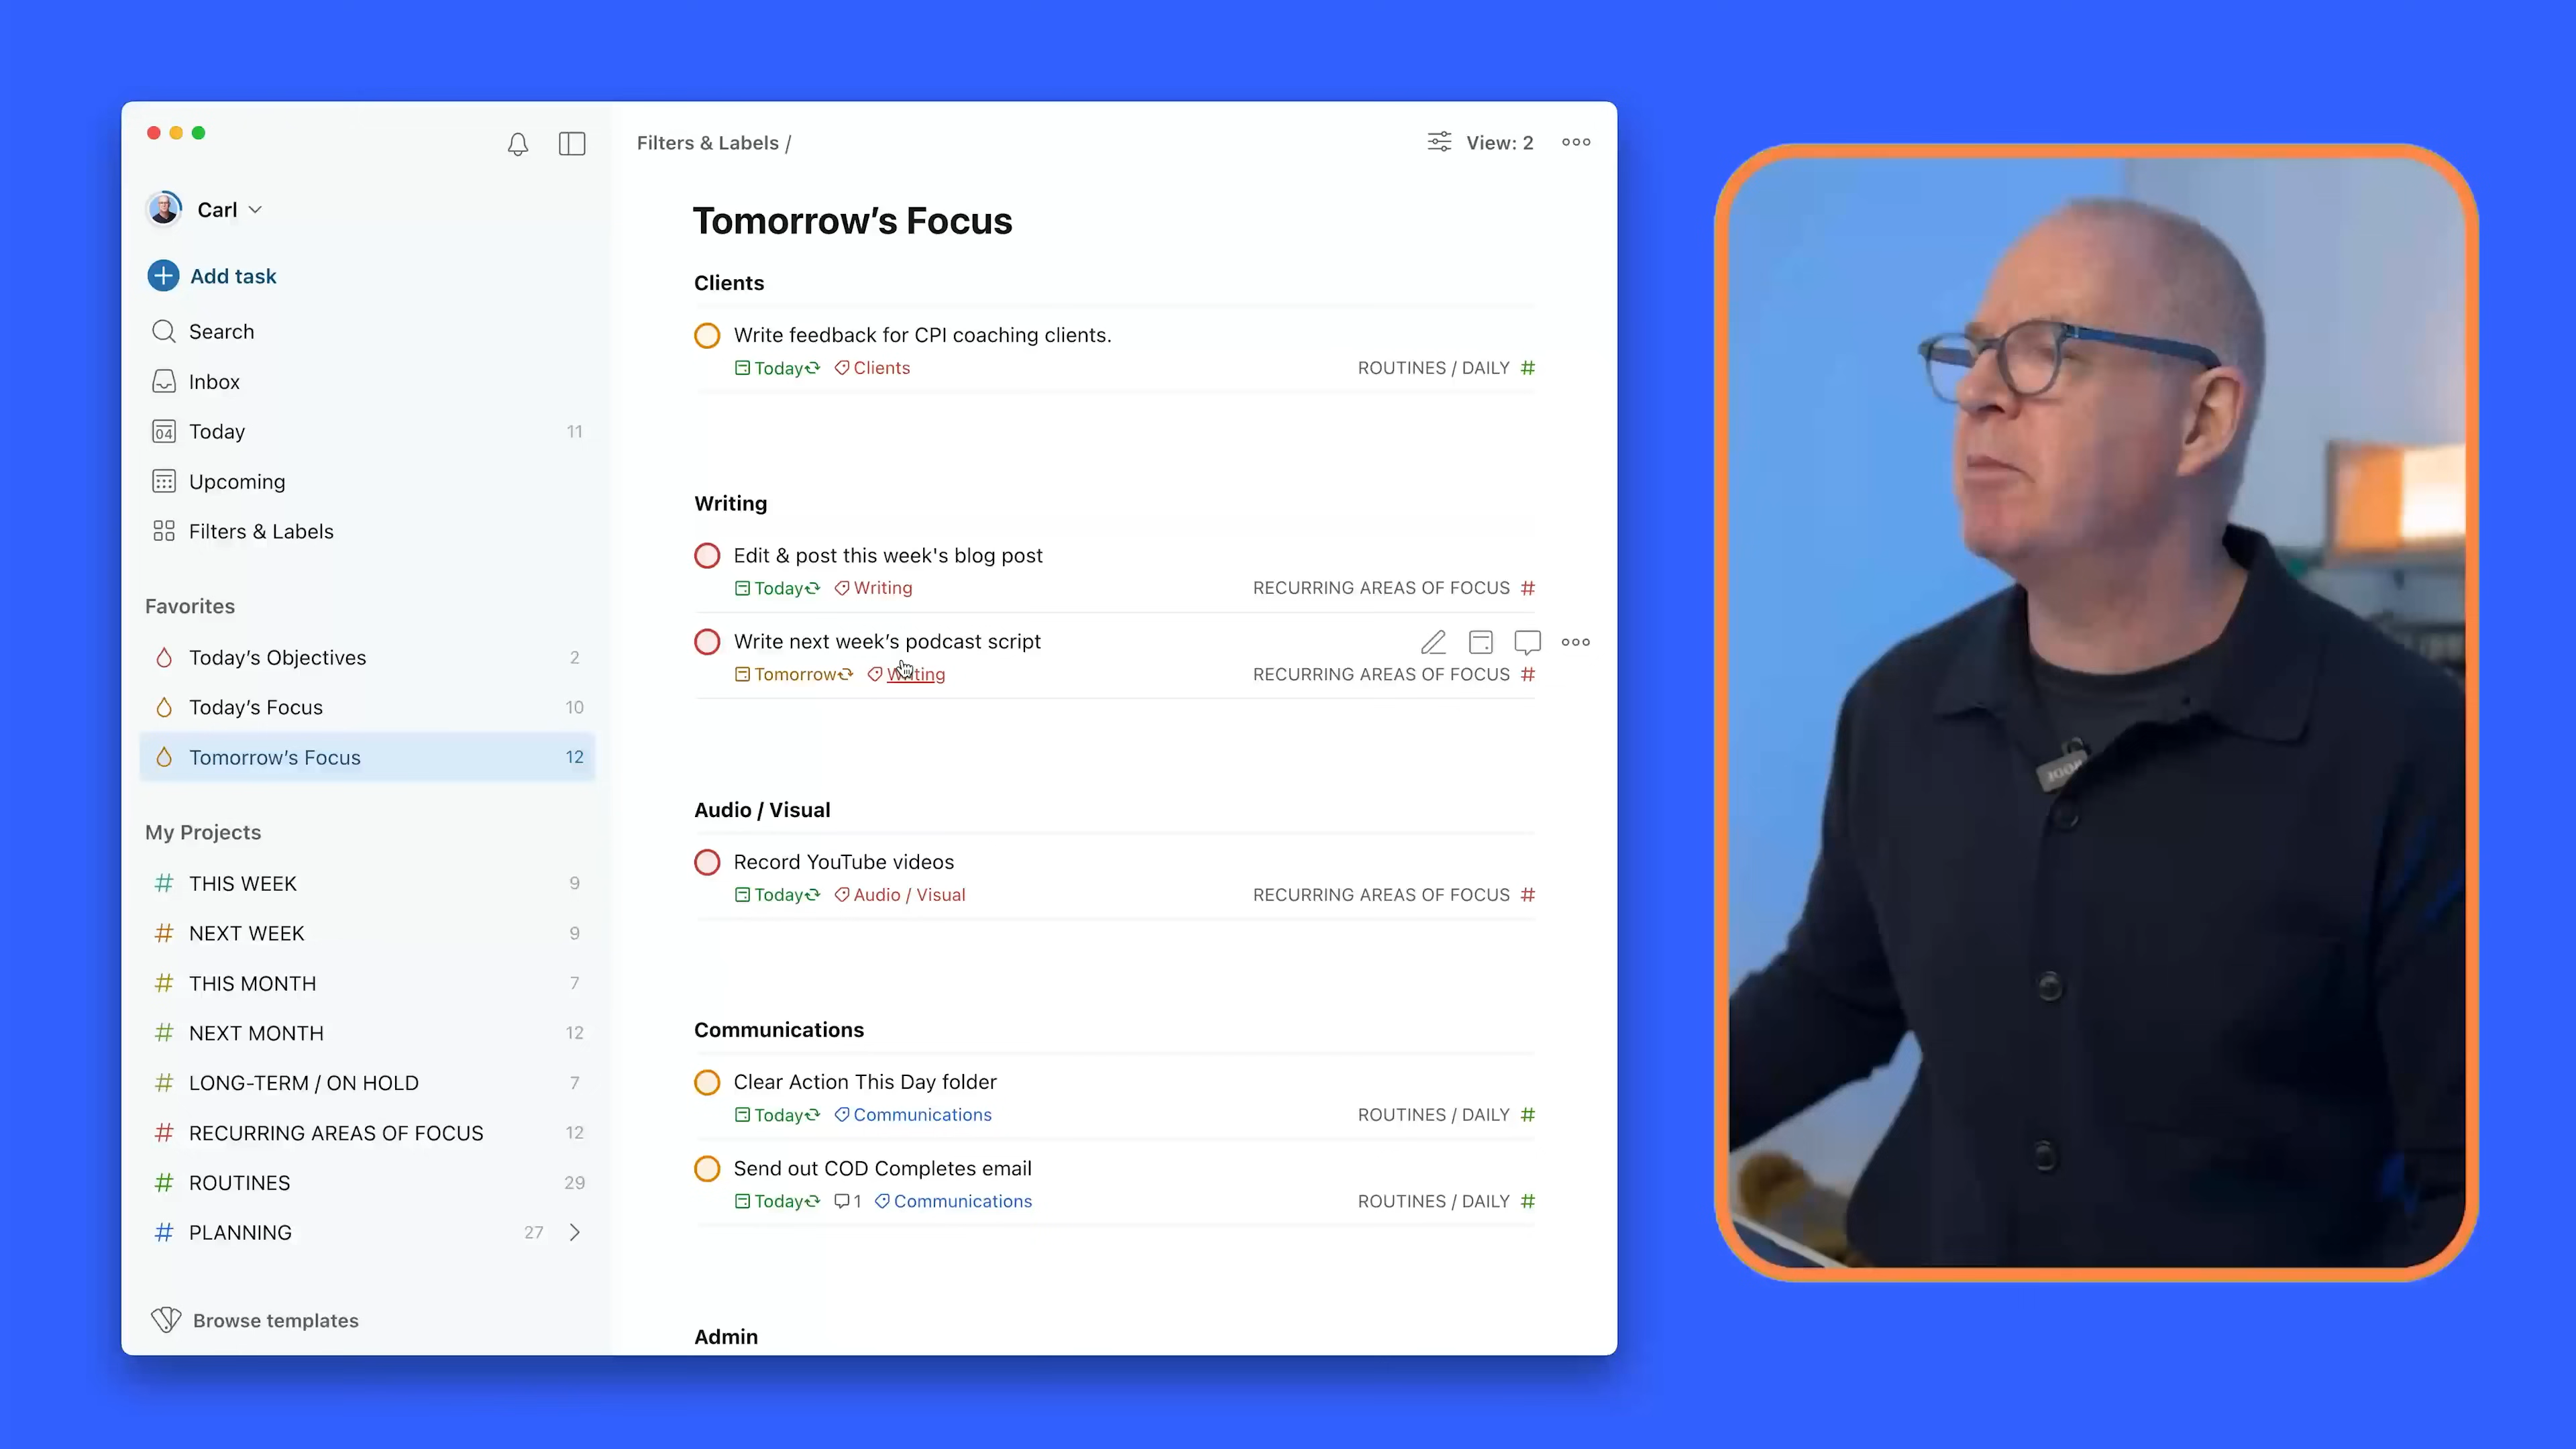 Filters & Labels /
View: 2
Carl
Add task
Search
Inbox
04
Today
11
Upcoming
Filters & Labels
Favorites
Today's Objectives
2
Today's Focus
10
Tomorrow's Focus
12
My Projects
# THIS WEEK
9
# NEXT WEEK
9
# THIS MONTH
7
# NEXT MONTH
12
# LONG-TERM / ON HOLD
7
# RECURRING AREAS OF FOCUS
12
# ROUTINES
29
# PLANNING
27
Browse templates
Tomorrow’s Focus
Clients
Write feedback for CPI coaching clients.
Today Clients
ROUTINES / DAILY #
Writing
Edit & post this week's blog post
Today Writing
RECURRING AREAS OF FOCUS #
Write next week’s podcast script
Tomorrow Writing
RECURRING AREAS OF FOCUS #
Audio / Visual
Record YouTube videos
Today Audio / Visual
RECURRING AREAS OF FOCUS #
Communications
Clear Action This Day folder
Today Communications
ROUTINES / DAILY #
Send out COD Completes email
Today 1 Communications
ROUTINES / DAILY #
Admin